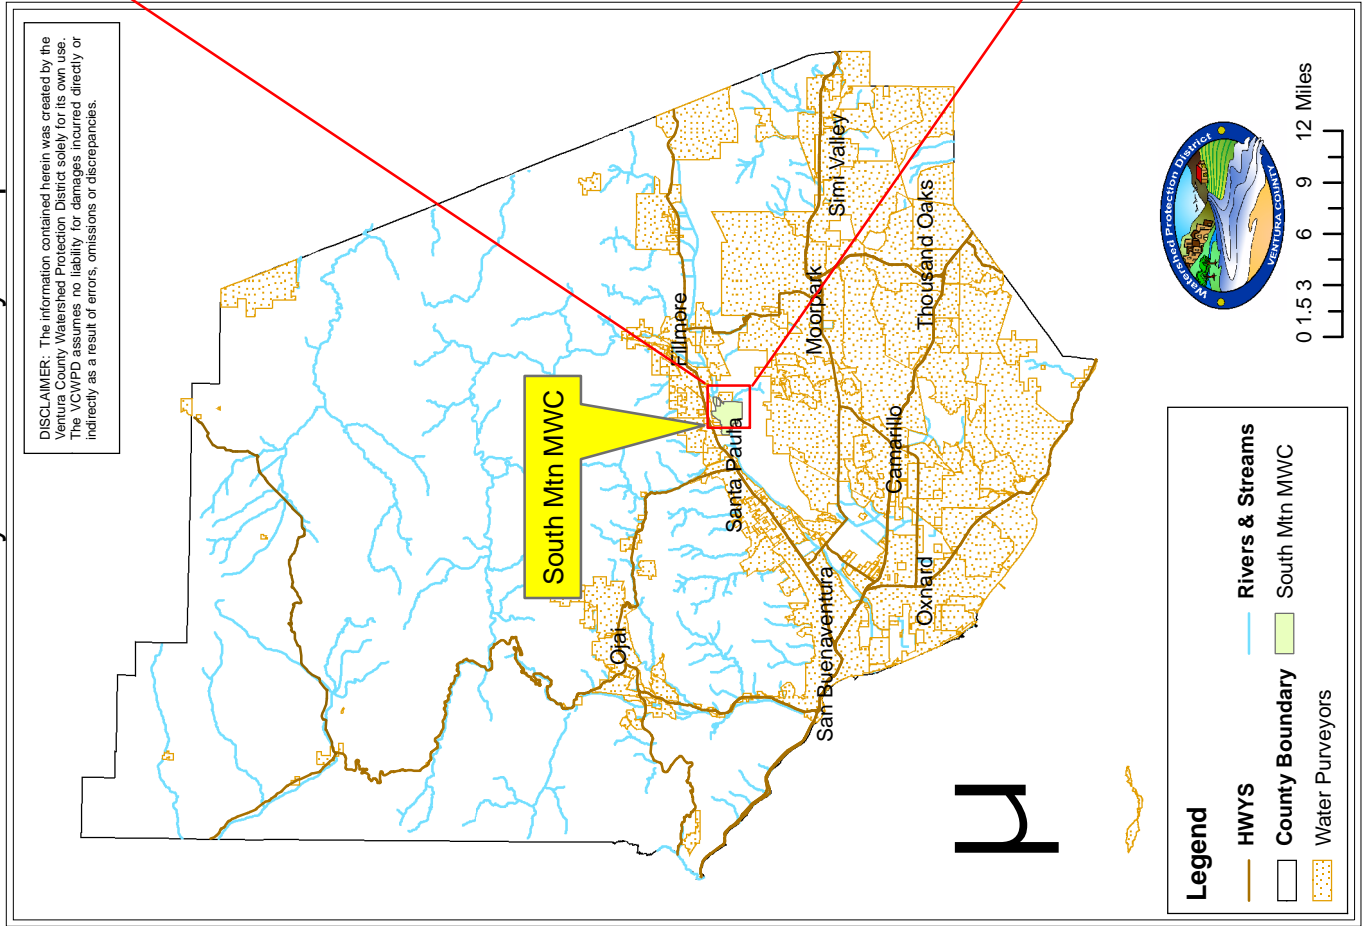 DISCLAIMER: The information contained herein was created by the
Ventura County Watershed Protection District solely for its own use.
The VCWPD assumes no liability for damages incurred directly or
indirectly as a result of errors, omissions or discrepancies.
South Mtn MWC
Fillmore
Santa Paula
Ojai
Moorpark
Simi Valley
San Buenaventura
Camarillo
Thousand Oaks
Oxnard
µ
Legend
HWYS
Rivers & Streams
County Boundary
South Mtn MWC
Water Purveyors
Watershed Protection District
VENTURA COUNTY
0 1.5 3 6 9 12 Miles